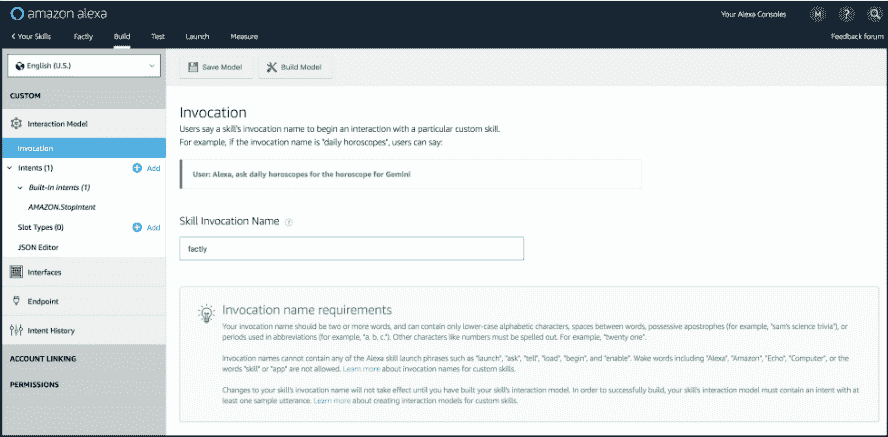 amazon alexa
Your Alexa Consoles
M
?
< Your Skills
Factly
Build
Test
Launch
Measure
Feedback forum
English (U.S.)
Save Model
Build Model
CUSTOM
Interaction Model
Invocation
Intents (1)
Add
Built-In Intents (1)
AMAZON.StopIntent
Slot Types (0)
Add
JSON Editor
Interfaces
Endpoint
Intent History
ACCOUNT LINKING
PERMISSIONS
Invocation
Users say a skill's invocation name to begin an interaction with a particular custom skill.
For example, if the invocation name is "daily horoscopes", users can say:
User: Alexa, ask daily horoscopes for the horoscope for Gemini
Skill Invocation Name ?
factly
Invocation name requirements
Your invocation name should be two or more words, and can contain only lower-case alphabetic characters, spaces between words, possessive apostrophes (for example, "sam's science trivia"), or
periods used in abbreviations (for example, "a. b. c."). Other characters like numbers must be spelled out. For example, "twenty one".
Invocation names cannot contain any of the Alexa skill launch phrases such as "launch", "ask", "tell", "load", "begin", and "enable". Wake words including "Alexa", "Amazon", "Echo", "Computer", or the
words "skill" or "app" are not allowed. Learn more about invocation names for custom skills.
Changes to your skill's invocation name will not take effect until you have built your skill's interaction model. In order to successfully build, your skill's interaction model must contain an intent with at
least one sample utterance. Learn more about creating interaction models for custom skills.